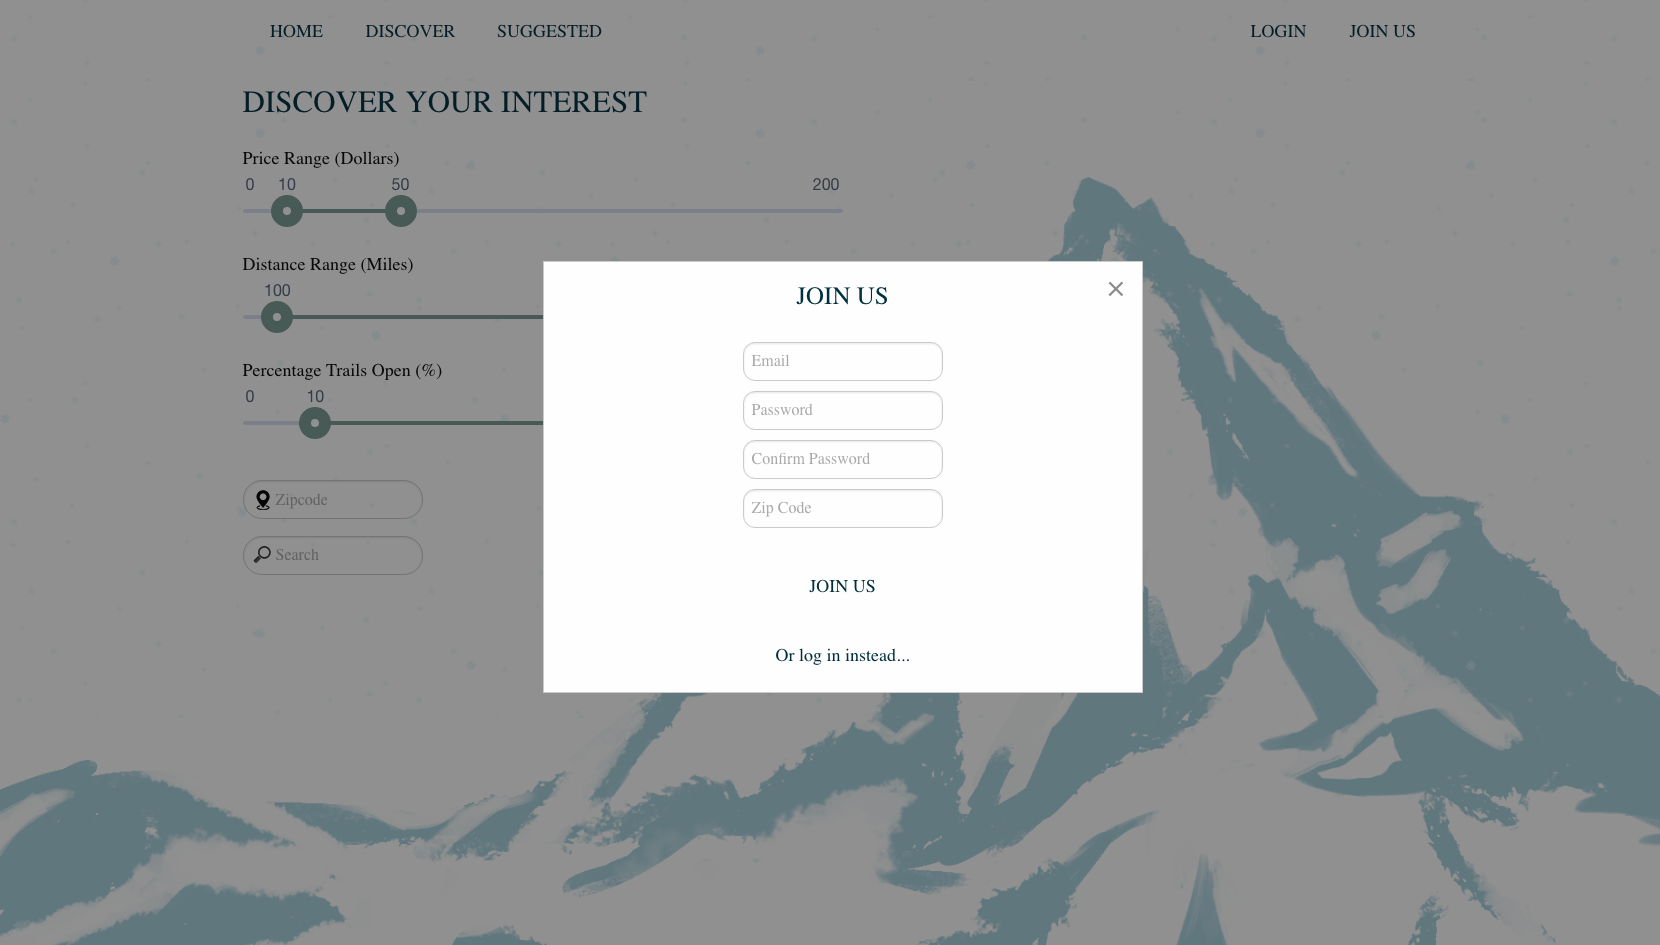 HOME DISCOVER SUGGESTED LOGIN JOIN US
DISCOVER YOUR INTEREST
Price Range (Dollars)
0 10 50 200
Distance Range (Miles)
100
Percentage Trails Open (%)
0 10
Zipcode
Search
JOIN US
Email
Password
Confirm Password
Zip Code
JOIN US
Or log in instead...